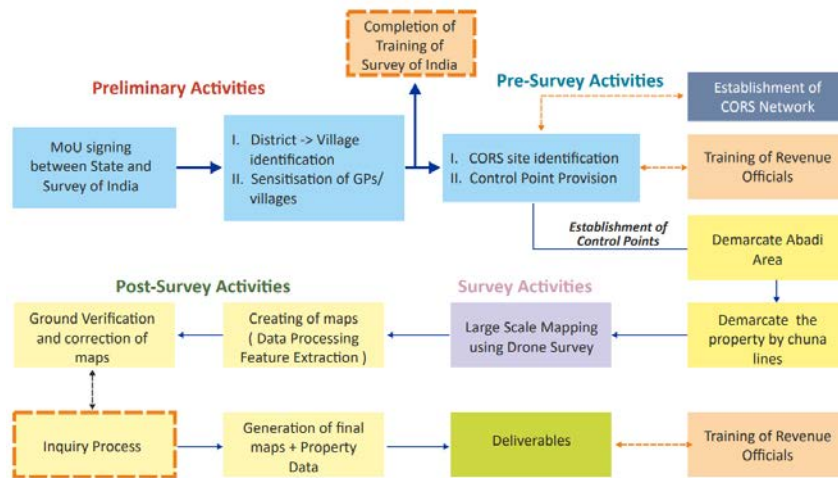 Completion of
Training of
Survey of India
Preliminary Activities
Pre-Survey Activities
Establishment of
CORS Network
MoU signing
between State and
Survey of India
I. District -> Village
identification
II. Sensitisation of GPs/
villages
I. CORS site identification
II. Control Point Provision
Training of Revenue
Officials
Establishment of
Control Points
Demarcate Abadi
Area
Post-Survey Activities
Survey Activities
Ground Verification
and correction of
maps
Creating of maps
( Data Processing
Feature Extraction )
Large Scale Mapping
using Drone Survey
Demarcate the
property by chuna
lines
Inquiry Process
Generation of final
maps + Property
Data
Deliverables
Training of Revenue
Officials